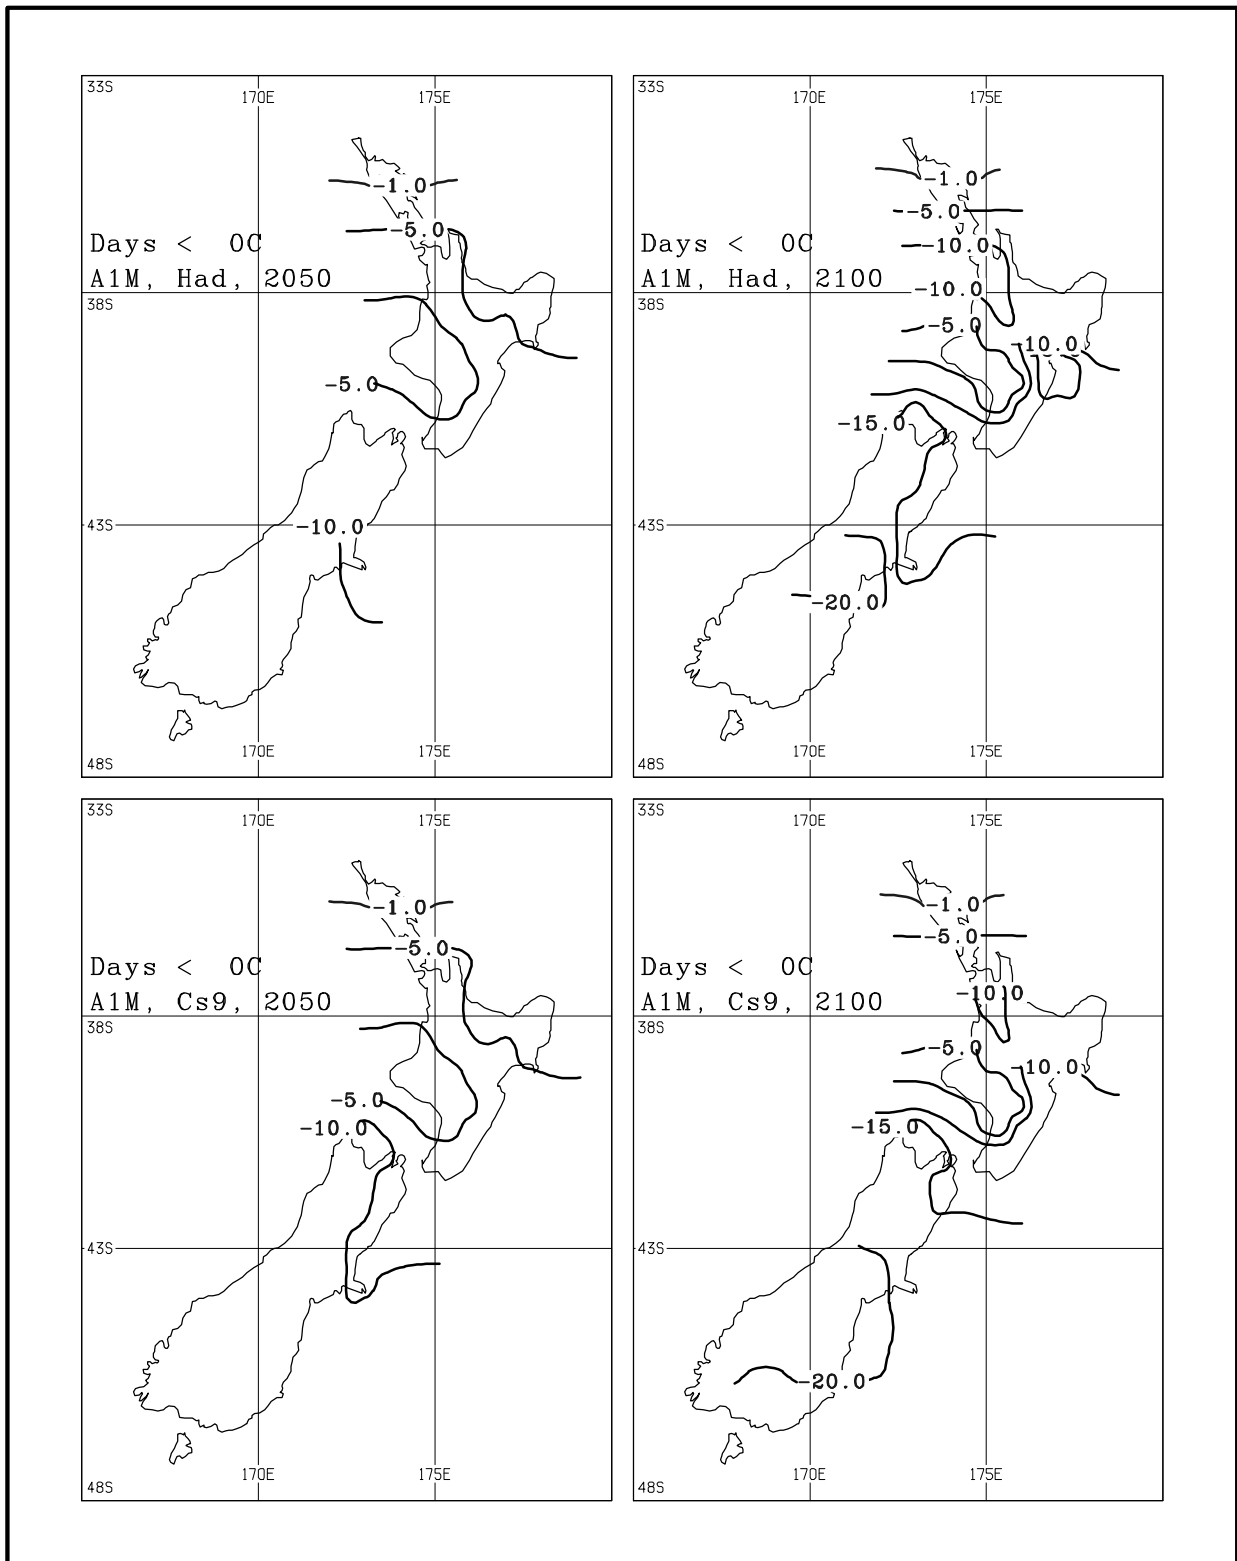 33S
170E 175E
-1.0
-5.0
Days < 0C
A1M, Had, 2050
38S
-5.0
43S
-10.0
170E 175E
48S
33S
170E 175E
-1.0
-5.0
Days < 0C
-10.0
A1M, Had, 2100
-10.0
38S
-5.0
-10.0
-15.0
43S
-20.0
170E 175E
48S
33S
170E 175E
-1.0
-5.0
Days < 0C
A1M, Cs9, 2050
38S
-5.0
-10.0
43S
170E 175E
48S
33S
170E 175E
-1.0
-5.0
Days < 0C
A1M, Cs9, 2100
-10.0
38S
-5.0
-10.0
-15.0
43S
-20.0
170E 175E
48S